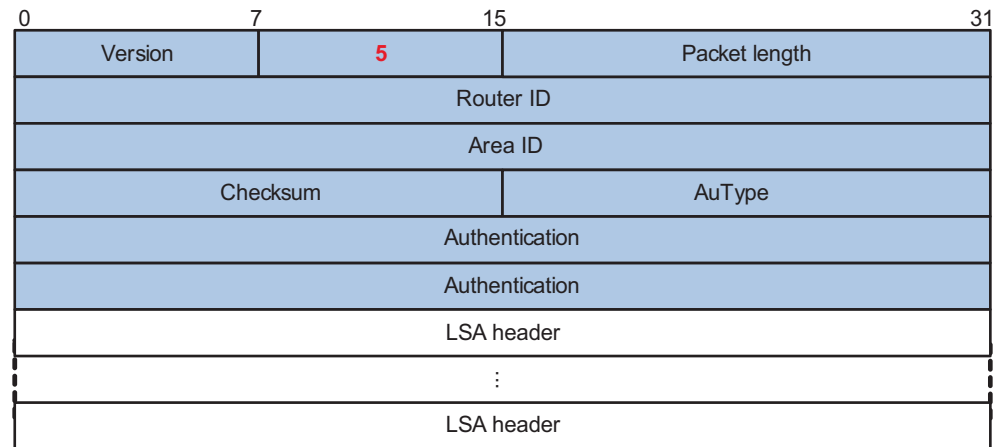 0 7 15 31
Version 5 Packet length
Router ID
Area ID
Checksum AuType
Authentication
Authentication
LSA header
⋮
LSA header